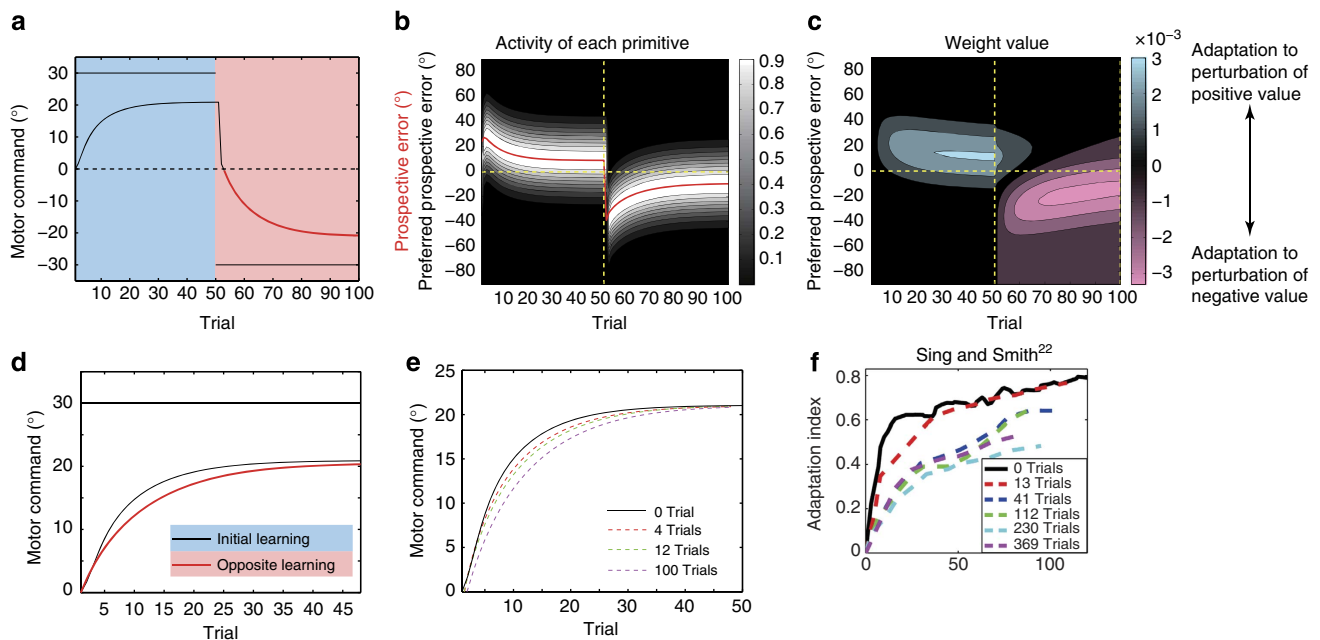 a
30
20
10
0
−10
−20
−30
Motor command (°)
10 20 30 40 50 60 70 80 90 100
Trial
b
Activity of each primitive
Prospective error (°)
Preferred prospective error (°)
80
60
40
20
0
−20
−40
−60
−80
10 20 30 40 50 60 70 80 90 100
Trial
0.9
0.8
0.7
0.6
0.5
0.4
0.3
0.2
0.1
c
Weight value
Preferred prospective error (°)
80
60
40
20
0
−20
−40
−60
−80
10 20 30 40 50 60 70 80 90 100
Trial
×10⁻³
3
2
1
0
−1
−2
−3
Adaptation to
perturbation of
positive value
Adaptation to
perturbation of
negative value
d
Motor command (°)
30
20
10
0
5 10 15 20 25 30 35 40 45
Trial
Initial learning
Opposite learning
e
Motor command (°)
25
20
15
10
5
0
10 20 30 40 50
Trial
0 Trial
4 Trials
12 Trials
100 Trials
f
Sing and Smith²²
Adaptation index
0.8
0.6
0.4
0.2
0
0 50 100
0 Trials
13 Trials
41 Trials
112 Trials
230 Trials
369 Trials